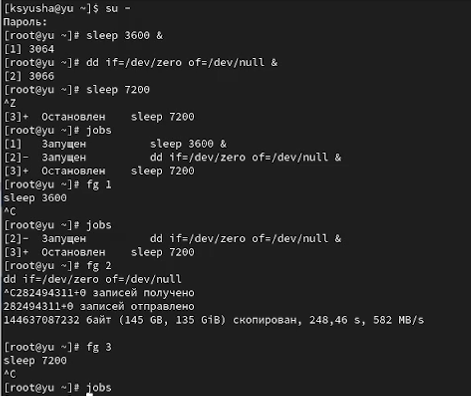 [ksyusha@yu ~]$ su -
Пароль:
[root@yu ~]# sleep 3600 &
[1] 3064
[root@yu ~]# dd if=/dev/zero of=/dev/null &
[2] 3066
[root@yu ~]# sleep 7200
^Z
[3]+  Остановлен    sleep 7200
[root@yu ~]# jobs
[1]   Запущен          sleep 3600 &
[2]-  Запущен          dd if=/dev/zero of=/dev/null &
[3]+  Остановлен    sleep 7200
[root@yu ~]# fg 1
sleep 3600
^C
[root@yu ~]# jobs
[2]-  Запущен          dd if=/dev/zero of=/dev/null &
[3]+  Остановлен    sleep 7200
[root@yu ~]# fg 2
dd if=/dev/zero of=/dev/null
^C282494311+0 записей получено
282494311+0 записей отправлено
144637087232 байт (145 GB, 135 GiB) скопирован, 248,46 s, 582 MB/s
[root@yu ~]# fg 3
sleep 7200
^C
[root@yu ~]# jobs